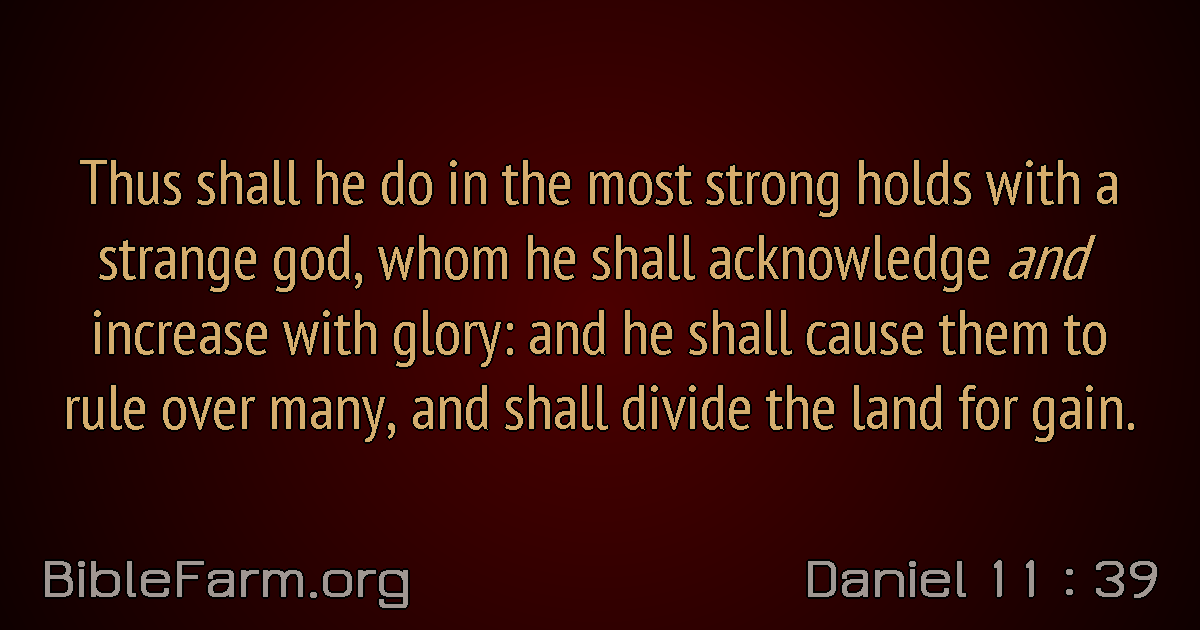 Thus shall he do in the most strong holds with a
strange god, whom he shall acknowledge and
increase with glory: and he shall cause them to
rule over many, and shall divide the land for gain.
BibleFarm.org
Daniel 11 : 39